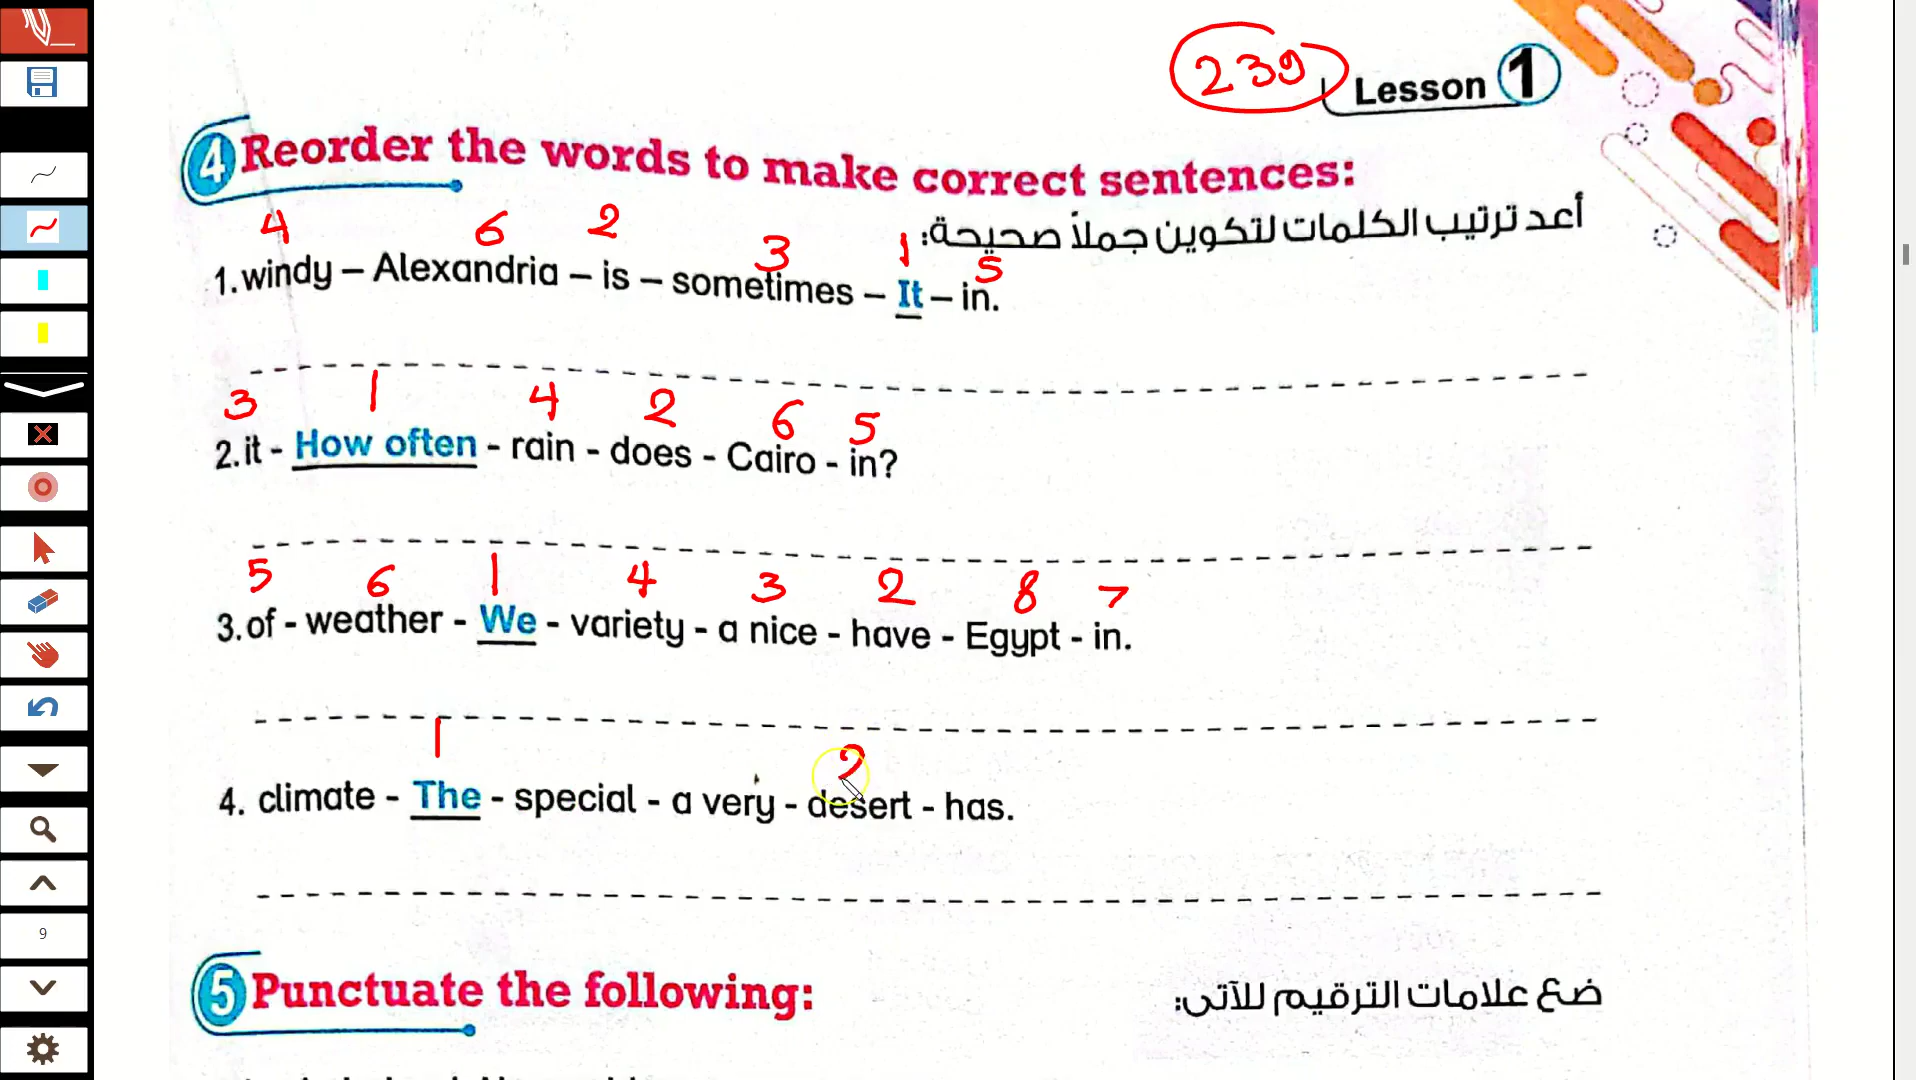 239
Lesson 1
4 Reorder the words to make correct sentences:
أعد ترتيب الكلمات لتكوين جملاً صحيحة:
4 6 2 3 1 5
1. windy – Alexandria – is – sometimes – It – in.
3 1 4 2 6 5
2. it - How often - rain - does - Cairo - in?
5 6 1 4 3 2 8 7
3. of - weather - We - variety - a nice - have - Egypt - in.
1 2
4. climate - The - special - a very - desert - has.
5 Punctuate the following:
ضع علامات الترقيم للآتى:
9